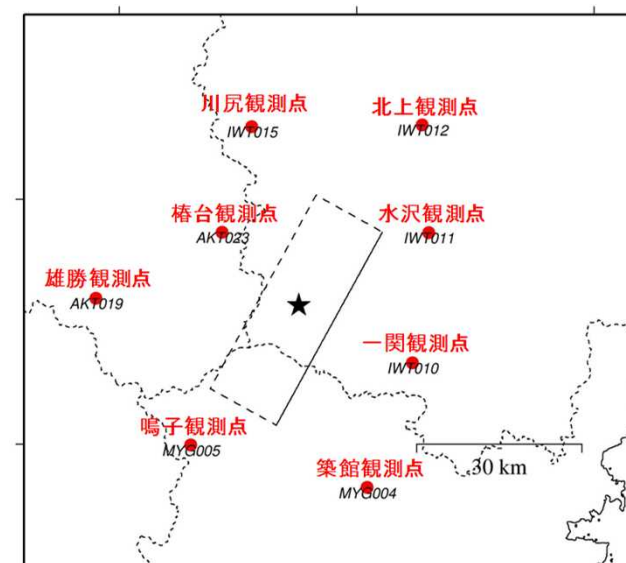 川尻観測点
IWT015
北上観測点
IWT012
椿台観測点
AKT023
水沢観測点
IWT011
雄勝観測点
AKT019
一関観測点
IWT010
鳴子観測点
MYG005
30 km
築館観測点
MYG004